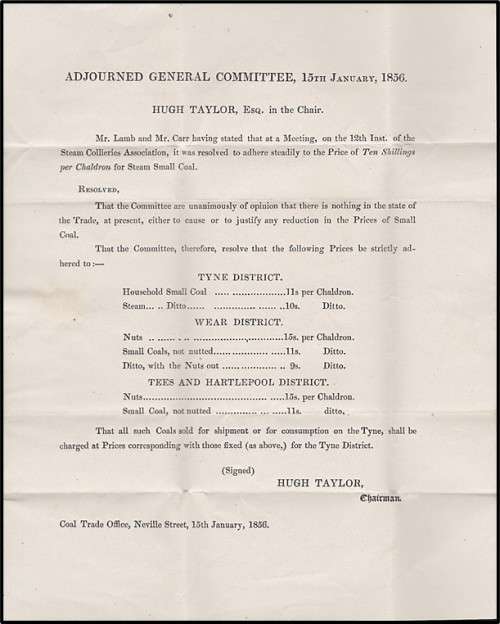 ADJOURNED GENERAL COMMITTEE, 15TH JANUARY, 1856.
HUGH TAYLOR, ESQ. in the Chair.
Mr. Lamb and Mr. Carr having stated that at a Meeting, on the 12th Inst. of the
Steam Collieries Association, it was resolved to adhere steadily to the Price of Ten Shillings
per Chaldron for Steam Small Coal.
RESOLVED,
That the Committee are unanimously of opinion that there is nothing in the state of
the Trade, at present, either to cause or to justify any reduction in the Prices of Small
Coal.
That the Committee, therefore, resolve that the following Prices be strictly ad-
hered to:—
TYNE DISTRICT.
Household Small Coal ........................11s per Chaldron.
Steam..... Ditto...... ........................10s. Ditto.
WEAR DISTRICT.
Nuts ..........................................15s. per Chaldron.
Small Coals, not nutted.....................11s. Ditto.
Ditto, with the Nuts out .................. 9s. Ditto.
TEES AND HARTLEPOOL DISTRICT.
Nuts..........................................15s. per Chaldron.
Small Coal, not nutted .....................11s. ditto,
That all such Coals sold for shipment or for consumption on the Tyne, shall be
charged at Prices corresponding with those fixed (as above,) for the Tyne District.
(Signed)
HUGH TAYLOR,
Chairman.
Coal Trade Office, Neville Street, 15th January, 1856.